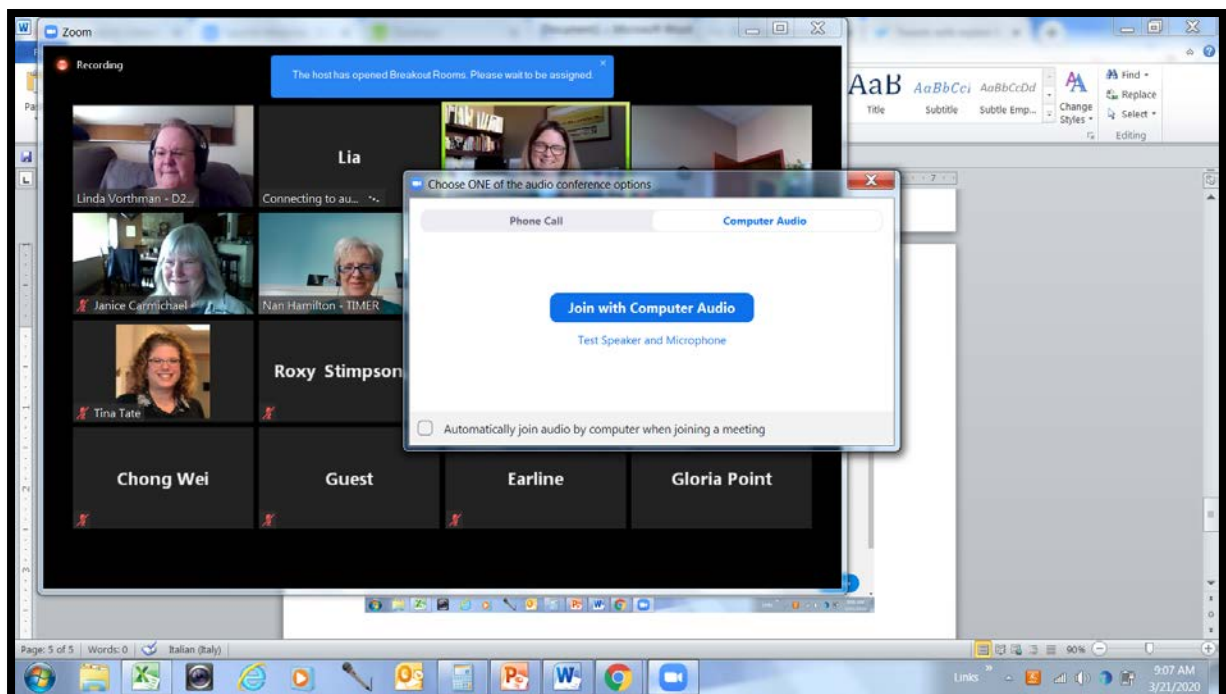 Zoom
Recording
The host has opened Breakout Rooms. Please wait to be assigned.
Linda Vorthman - D2...
Lia
Connecting to au...
Janice Carmichael
Nan Hamilton - TIMER
Tina Tate
Roxy Stimpson
Chong Wei
Guest
Earline
Gloria Point
Choose ONE of the audio conference options
Phone Call
Computer Audio
Join with Computer Audio
Test Speaker and Microphone
Automatically join audio by computer when joining a meeting
AaB
AaBbCcI
AaBbCcDd
Title
Subtitle
Subtle Emp...
Change
Styles
Find
Replace
Select
Editing
7
Page: 5 of 5
Words: 0
Italian (Italy)
90%
Links
9:07 AM
3/21/2020